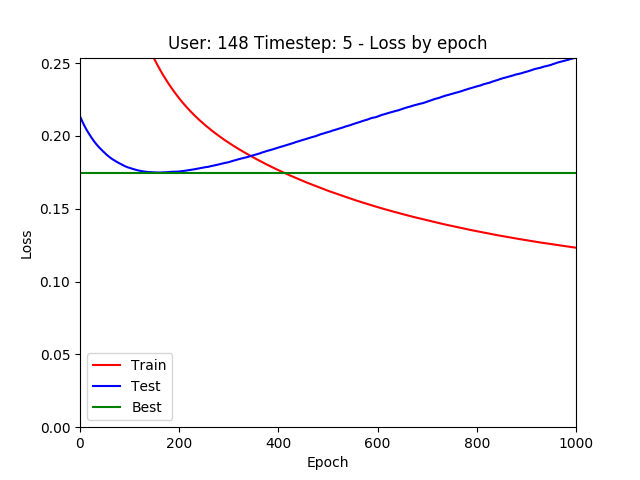 User: 148 Timestep: 5 - Loss by epoch
0.25
0.20
0.15
0.10
0.05
0.00
Loss
Train
Test
Best
0 200 400 600 800 1000
Epoch